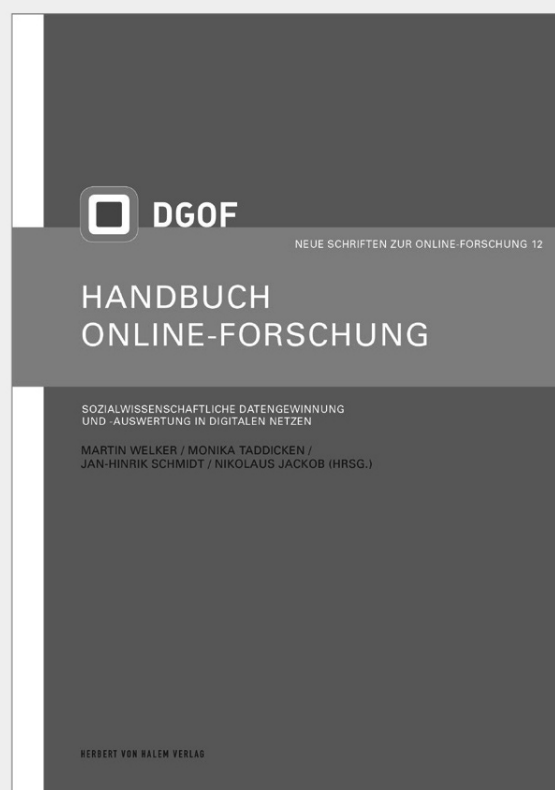 DGOF
NEUE SCHRIFTEN ZUR ONLINE-FORSCHUNG 12
HANDBUCH
ONLINE-FORSCHUNG
SOZIALWISSENSCHAFTLICHE DATENGEWINNUNG
UND -AUSWERTUNG IN DIGITALEN NETZEN
MARTIN WELKER / MONIKA TADDICKEN /
JAN-HINRIK SCHMIDT / NIKOLAUS JACKOB (HRSG.)
HERBERT VON HALEM VERLAG